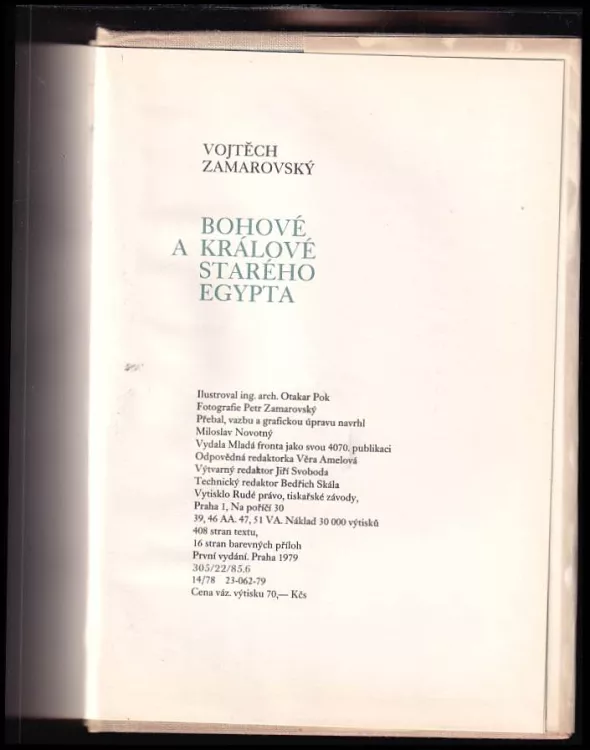 VOJTĚCH
ZAMAROVSKÝ
BOHOVÉ
A KRÁLOVÉ
STARÉHO
EGYPTA
Ilustroval ing. arch. Otakar Pok
Fotografie Petr Zamarovský
Přebal, vazbu a grafickou úpravu navrhl
Miloslav Novotný
Vydala Mladá fronta jako svou 4070. publikaci
Odpovědná redaktorka Věra Amelová
Výtvarný redaktor Jiří Svoboda
Technický redaktor Bedřich Skála
Vytisklo Rudé právo, tiskařské závody,
Praha 1, Na poříčí 30
39, 46 AA. 47, 51 VA. Náklad 30 000 výtisků
408 stran textu,
16 stran barevných příloh
První vydání. Praha 1979
305/22/85.6
14/78 23-062-79
Cena váz. výtisku 70,— Kčs